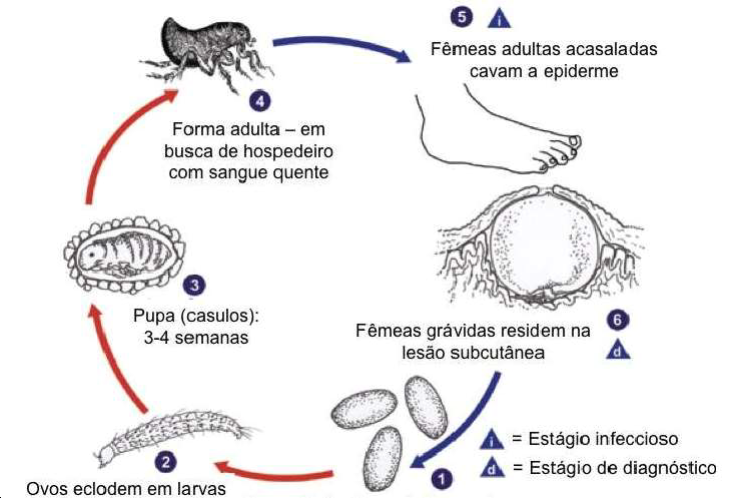 5 i
Fêmeas adultas acasaladas
cavam a epiderme
4
Forma adulta – em
busca de hospedeiro
com sangue quente
3
Pupa (casulos):
3-4 semanas
6
Fêmeas grávidas residem na
lesão subcutânea
d
2
Ovos eclodem em larvas
1
i = Estágio infeccioso
d = Estágio de diagnóstico